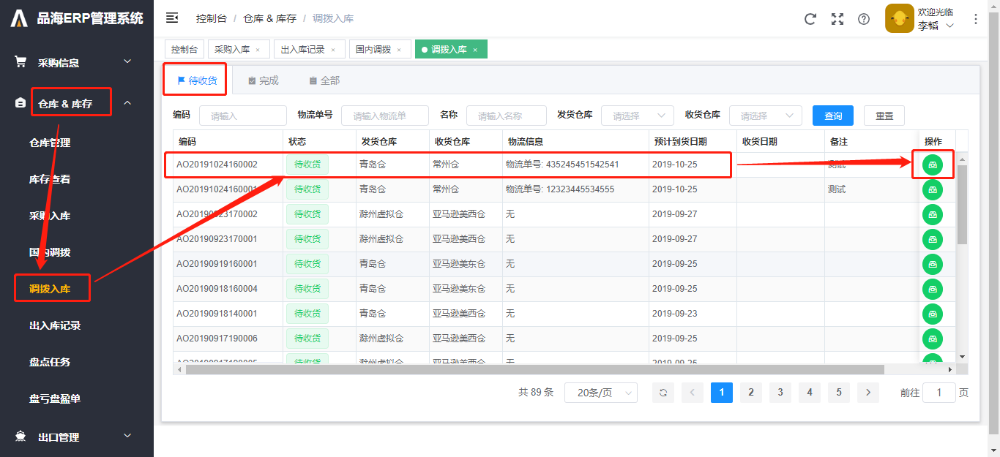 品海ERP管理系统
采购信息
仓库 & 库存
仓库管理
库存查看
采购入库
国内调拨
调拨入库
出入库记录
盘点任务
盘亏盘盈单
出口管理
控制台 / 仓库 & 库存 / 调拨入库
欢迎光临
李韬
控制台 采购入库 × 出入库记录 × 国内调拨 × 调拨入库 ×
待收货 完成 全部
编码 请输入 物流单号 请输入物流单 名称 请输入名称 发货仓库 请选择 收货仓库 请选择 查询 重置
编码 状态 发货仓库 收货仓库 物流信息 预计到货日期 收货日期 备注 操作
AO20191024160002 待收货 青岛仓 常州仓 物流单号: 435245451542541 2019-10-25 测试
AO20191024160001 待收货 青岛仓 常州仓 物流单号: 12323445534555 2019-10-25 测试
AO20190923170002 待收货 滁州虚拟仓 亚马逊美西仓 无 2019-09-27
AO20190923170001 待收货 滁州虚拟仓 亚马逊美西仓 无 2019-09-27
AO20190919160001 待收货 青岛仓 亚马逊美东仓 无 2019-09-25
AO20190918160004 待收货 青岛仓 亚马逊美东仓 无 2019-09-25
AO20190918140001 待收货 青岛仓 亚马逊美西仓 无 2019-09-23
AO20190917190006 待收货 滁州虚拟仓 亚马逊美西仓 无 2019-09-25
AO20190917190005 待收货 滁州虚拟仓 亚马逊美西仓 无 2019-09-25
共 89 条 20条/页 1 2 3 4 5 前往 1 页